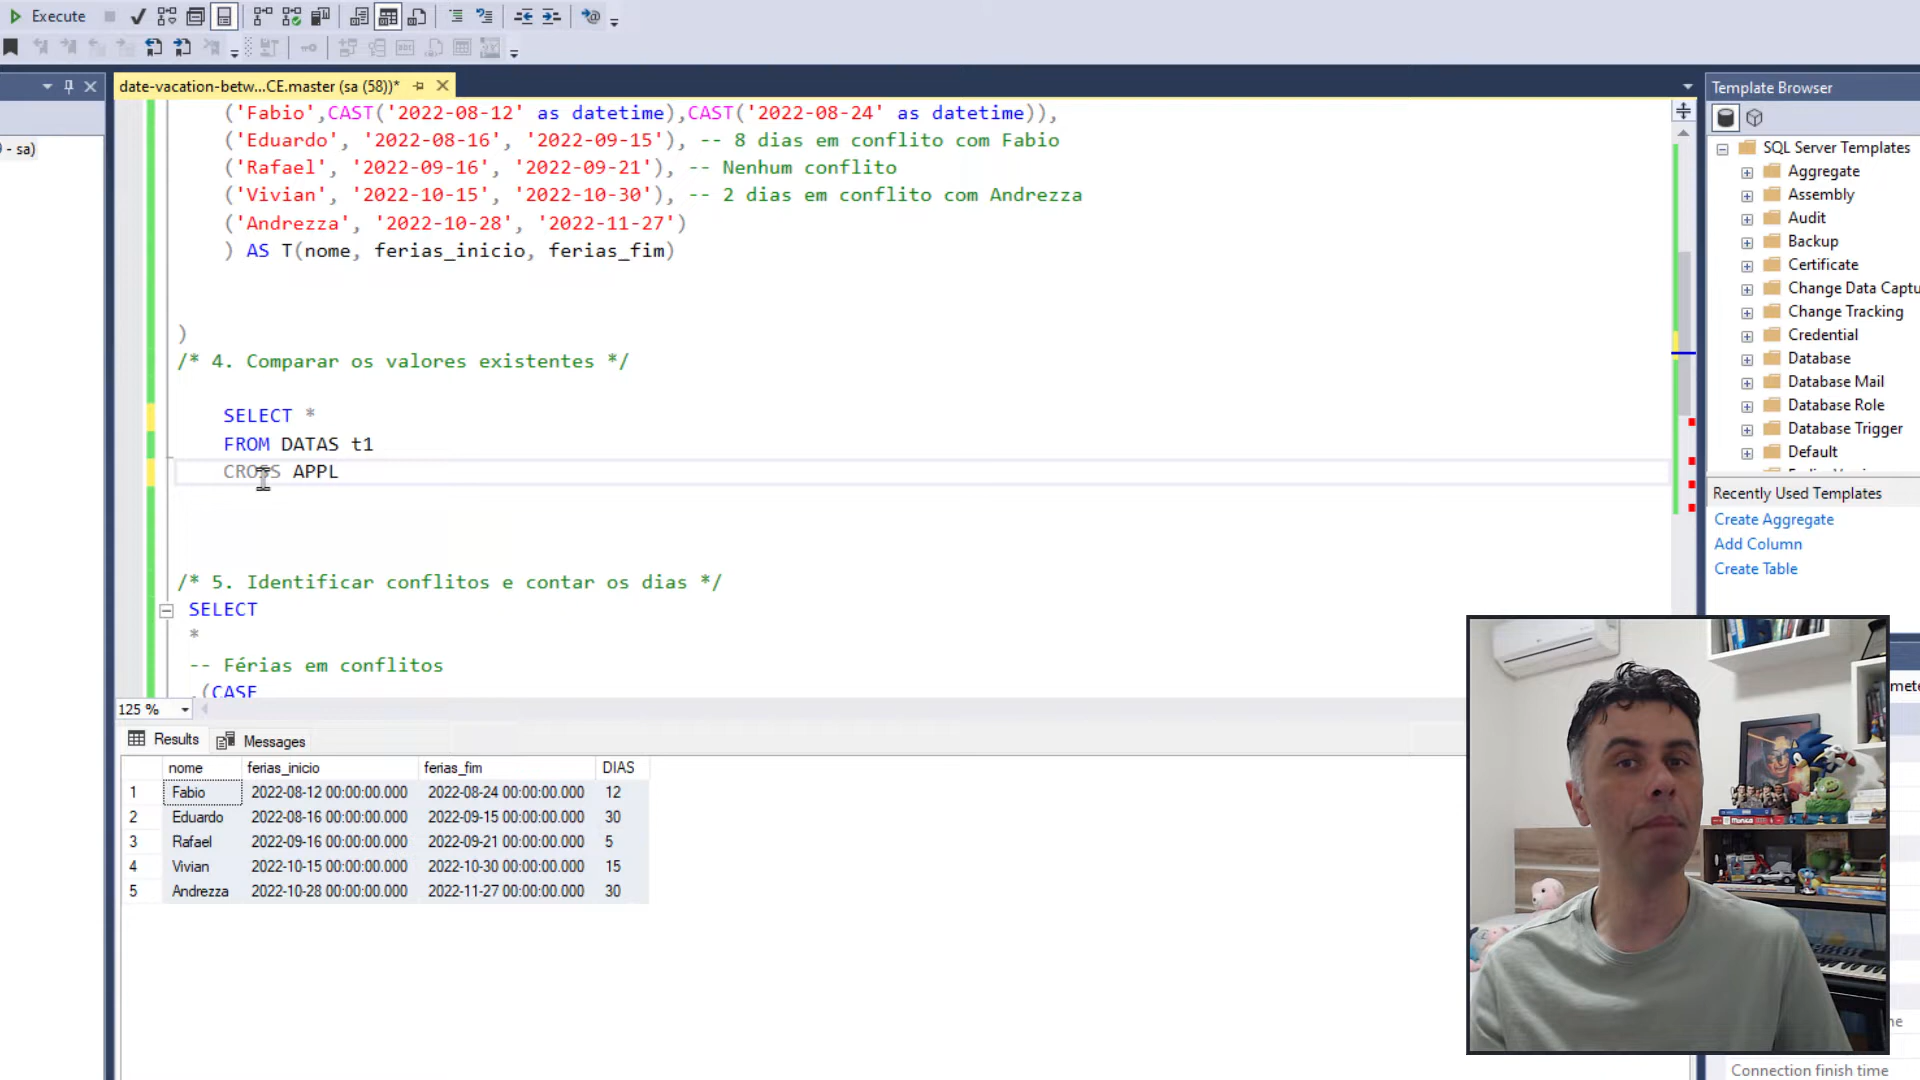 Execute
date-vacation-betw...CE.master (sa (58))*
- sa)
('Fabio',CAST('2022-08-12' as datetime),CAST('2022-08-24' as datetime)),
('Eduardo', '2022-08-16', '2022-09-15'), -- 8 dias em conflito com Fabio
('Rafael', '2022-09-16', '2022-09-21'), -- Nenhum conflito
('Vivian', '2022-10-15', '2022-10-30'), -- 2 dias em conflito com Andrezza
('Andrezza', '2022-10-28', '2022-11-27')
) AS T(nome, ferias_inicio, ferias_fim)
)
/* 4. Comparar os valores existentes */
SELECT *
FROM DATAS t1
CROSS APPL
/* 5. Identificar conflitos e contar os dias */
SELECT
*
-- Férias em conflitos
,(CASE
125 %
Results Messages
nome ferias_inicio ferias_fim DIAS
1 Fabio 2022-08-12 00:00:00.000 2022-08-24 00:00:00.000 12
2 Eduardo 2022-08-16 00:00:00.000 2022-09-15 00:00:00.000 30
3 Rafael 2022-09-16 00:00:00.000 2022-09-21 00:00:00.000 5
4 Vivian 2022-10-15 00:00:00.000 2022-10-30 00:00:00.000 15
5 Andrezza 2022-10-28 00:00:00.000 2022-11-27 00:00:00.000 30
Template Browser
SQL Server Templates
Aggregate
Assembly
Audit
Backup
Certificate
Change Data Captu
Change Tracking
Credential
Database
Database Mail
Database Role
Database Trigger
Default
Recently Used Templates
Create Aggregate
Add Column
Create Table
Connection finish time